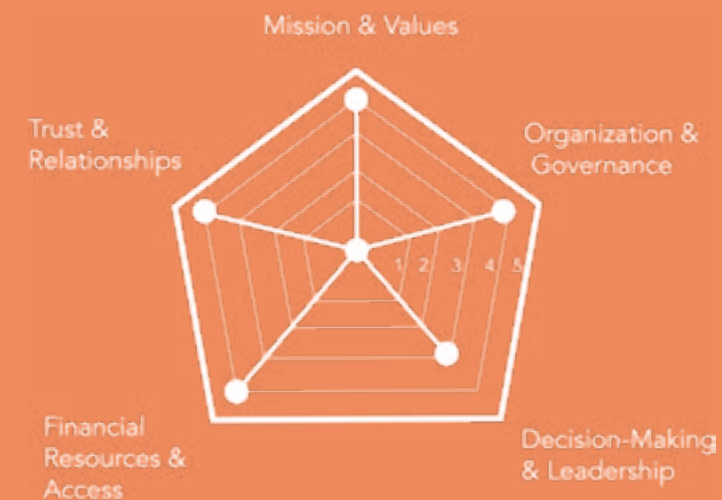 Mission & Values
Trust &
Relationships
Organization &
Governance
1 2 3 4 5
Financial
Resources &
Access
Decision-Making
& Leadership